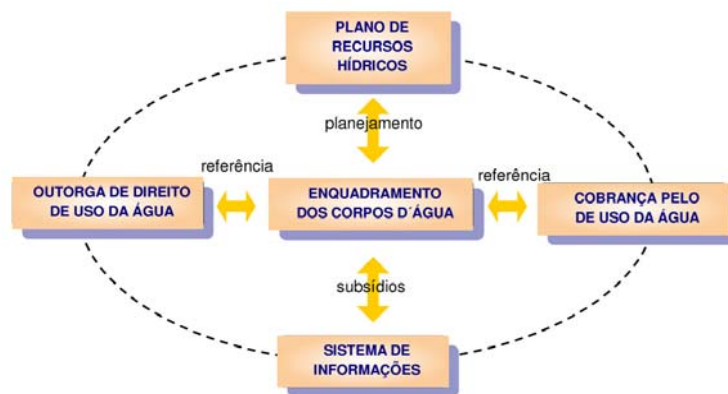 PLANO DE
RECURSOS
HÍDRICOS
planejamento
referência
referência
OUTORGA DE DIREITO
DE USO DA ÁGUA
ENQUADRAMENTO
DOS CORPOS D´ÁGUA
COBRANÇA PELO
DE USO DA ÁGUA
subsídios
SISTEMA DE
INFORMAÇÕES